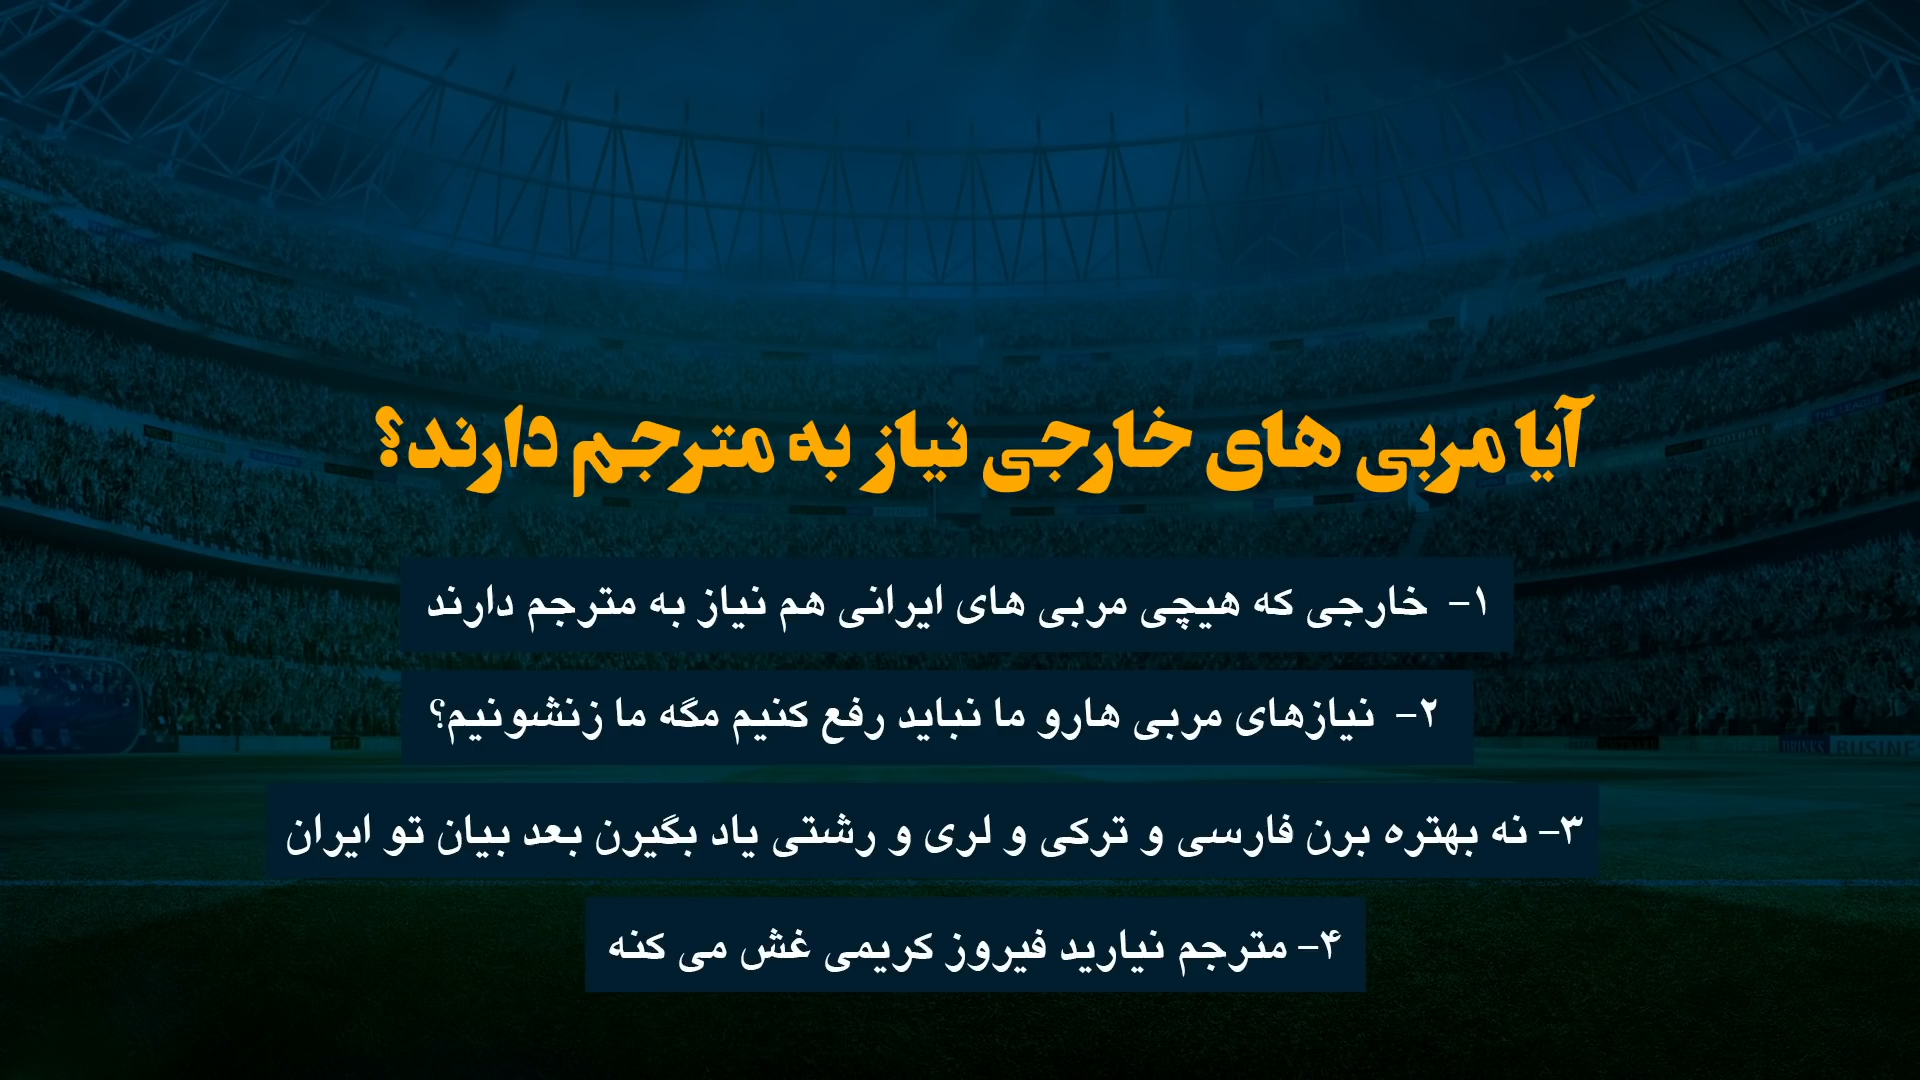 آیا مربی های خارجی نیاز به مترجم دارند؟
۱- خارجی که هیچی مربی های ایرانی هم نیاز به مترجم دارند
۲- نیازهای مربی هارو ما نباید رفع کنیم مگه ما زنشونیم؟
۳- نه بهتره برن فارسی و ترکی و لری و رشتی یاد بگیرن بعد بیان تو ایران
۴- مترجم نیارید فیروز کریمی غش می کنه
FOOTBALL
BUSINE